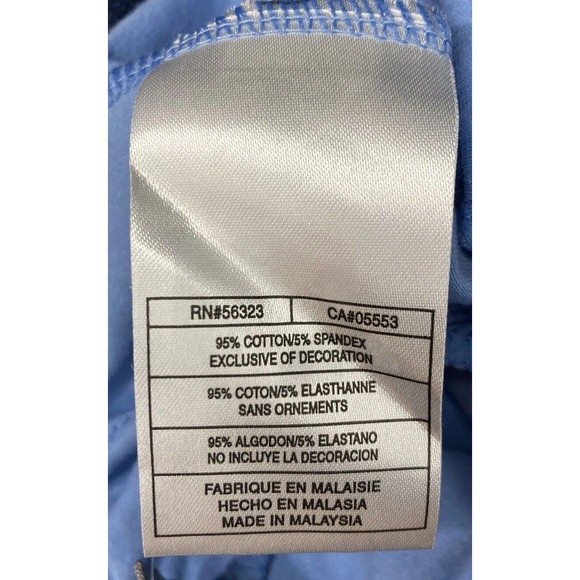 RN#56323 CA#05553
95% COTTON/5% SPANDEX
EXCLUSIVE OF DECORATION
95% COTON/5% ELASTHANNE
SANS ORNEMENTS
95% ALGODON/5% ELASTANO
NO INCLUYE LA DECORACION
FABRIQUE EN MALAISIE
HECHO EN MALASIA
MADE IN MALAYSIA